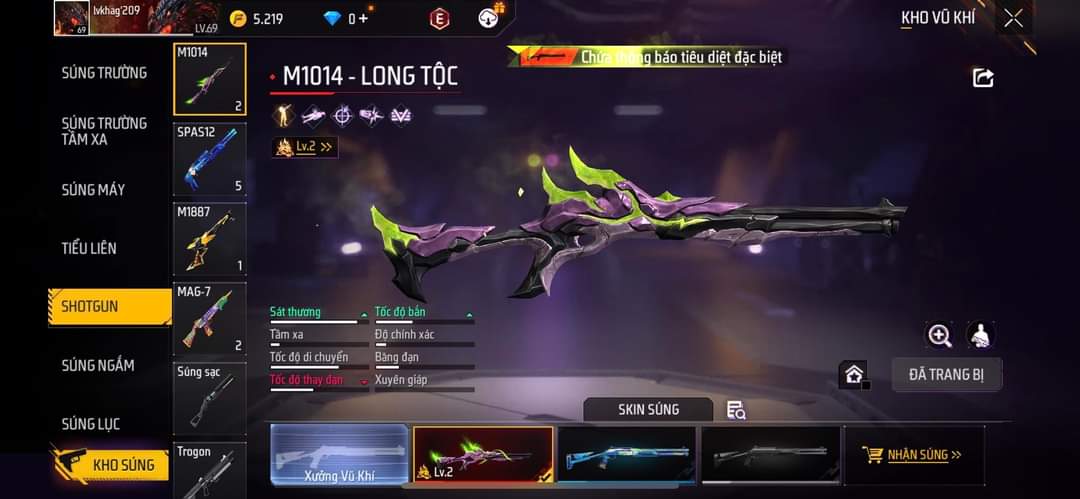 lvkhag'209
69
LV.69
5.219
0 +
E
KHO VŨ KHÍ
SÚNG TRƯỜNG
SÚNG TRƯỜNG
TẦM XA
SÚNG MÁY
TIỂU LIÊN
SHOTGUN
SÚNG NGẮM
SÚNG LỤC
KHO SÚNG
M1014
2
SPAS12
5
M1887
1
MAG-7
2
Súng sạc
Trogon
M1014 - LONG TỘC
Lv.2 >>
Chứa thông báo tiêu diệt đặc biệt
Sát thương
Tốc độ bắn
Tầm xa
Độ chính xác
Tốc độ di chuyển
Băng đạn
Tốc độ thay đạn
Xuyên giáp
ĐÃ TRANG BỊ
SKIN SÚNG
Xưởng Vũ Khí
Lv.2
NHẬN SÚNG >>